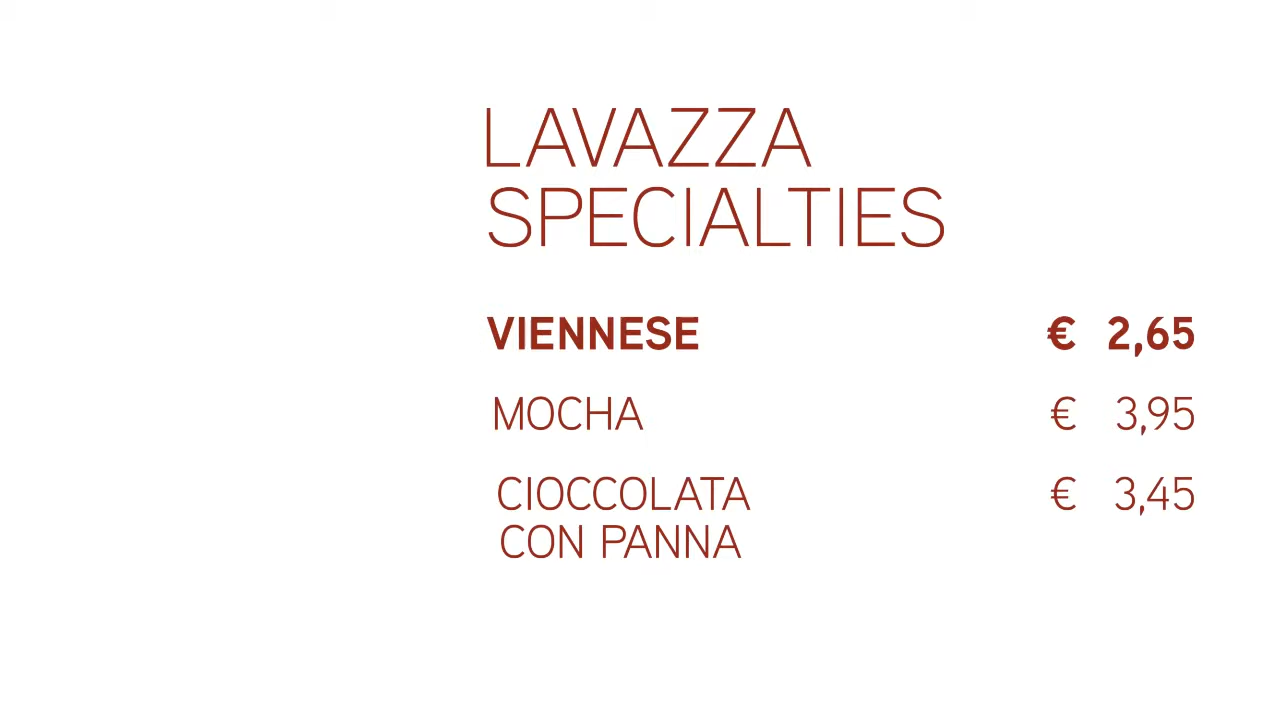 LAVAZZA
SPECIALTIES
VIENNESE € 2,65
MOCHA € 3,95
CIOCCOLATA € 3,45
CON PANNA